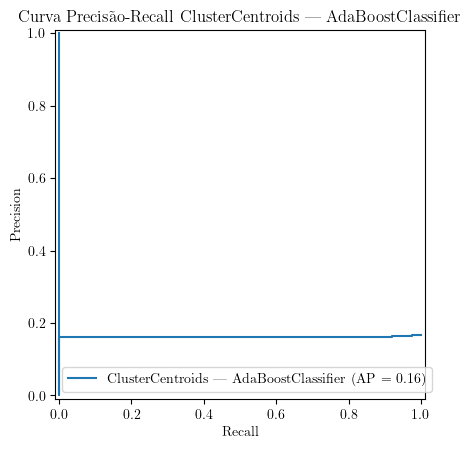 Curva Precisão-Recall ClusterCentroids — AdaBoostClassifier
1.0
0.8
0.6
0.4
0.2
0.0
Precision
ClusterCentroids — AdaBoostClassifier (AP = 0.16)
0.0 0.2 0.4 0.6 0.8 1.0
Recall